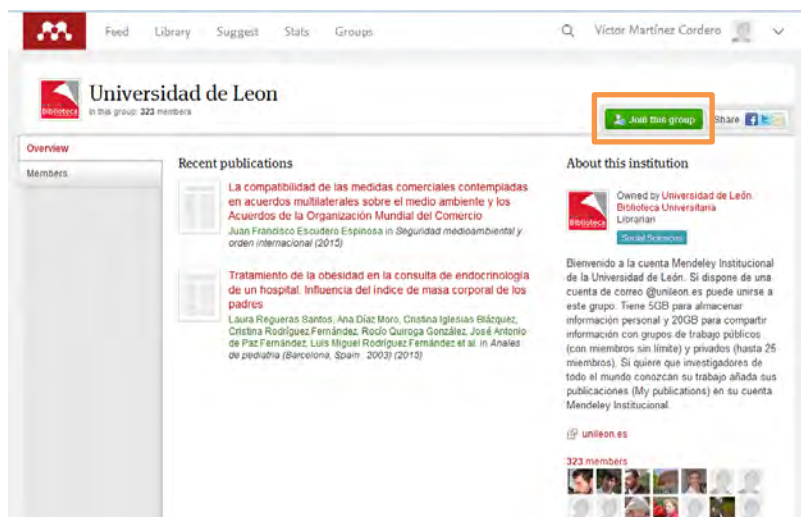 Feed Library Suggest Stats Groups Víctor Martínez Cordero
Universidad de Leon
In this group: 323 members
Biblioteca
Join this group Share
Overview
Members
Recent publications
La compatibilidad de las medidas comerciales contempladas
en acuerdos multilaterales sobre el medio ambiente y los
Acuerdos de la Organización Mundial del Comercio
Juan Francisco Escudero Espinosa in Seguridad medioambiental y
orden internacional (2015)
Tratamiento de la obesidad en la consulta de endocrinología
de un hospital. Influencia del índice de masa corporal de los
padres
Laura Regueras Santos, Ana Díaz Moro, Cristina Iglesias Blázquez,
Cristina Rodríguez Fernández, Rocío Quiroga González, José Antonio
de Paz Fernández, Luis Miguel Rodríguez Fernández et al. in Anales
de pediatría (Barcelona, Spain : 2003) (2015)
About this institution
Biblioteca
Owned by Universidad de León.
Biblioteca Universitaria
Librarian
Social Sciences
Bienvenido a la cuenta Mendeley Institucional
de la Universidad de León. Si dispone de una
cuenta de correo @unileon.es puede unirse a
este grupo. Tiene 5GB para almacenar
información personal y 20GB para compartir
información con grupos de trabajo públicos
(con miembros sin límite) y privados (hasta 25
miembros). Si quiere que investigadores de
todo el mundo conozcan su trabajo añada sus
publicaciones (My publications) en su cuenta
Mendeley Institucional.
unileon.es
323 members